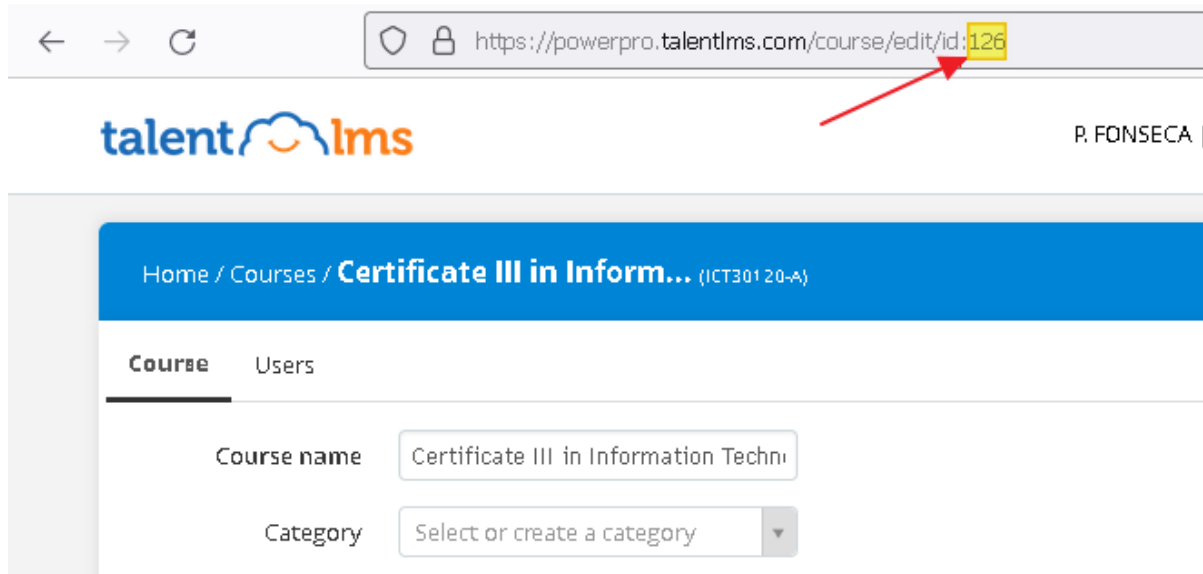 https://powerpro.talentlms.com/course/edit/id:126
talentlms
P. FONSECA |
Home / Courses / Certificate III in Inform... (ICT30120-A)
Course Users
Course name Certificate III in Information Techn
Category Select or create a category